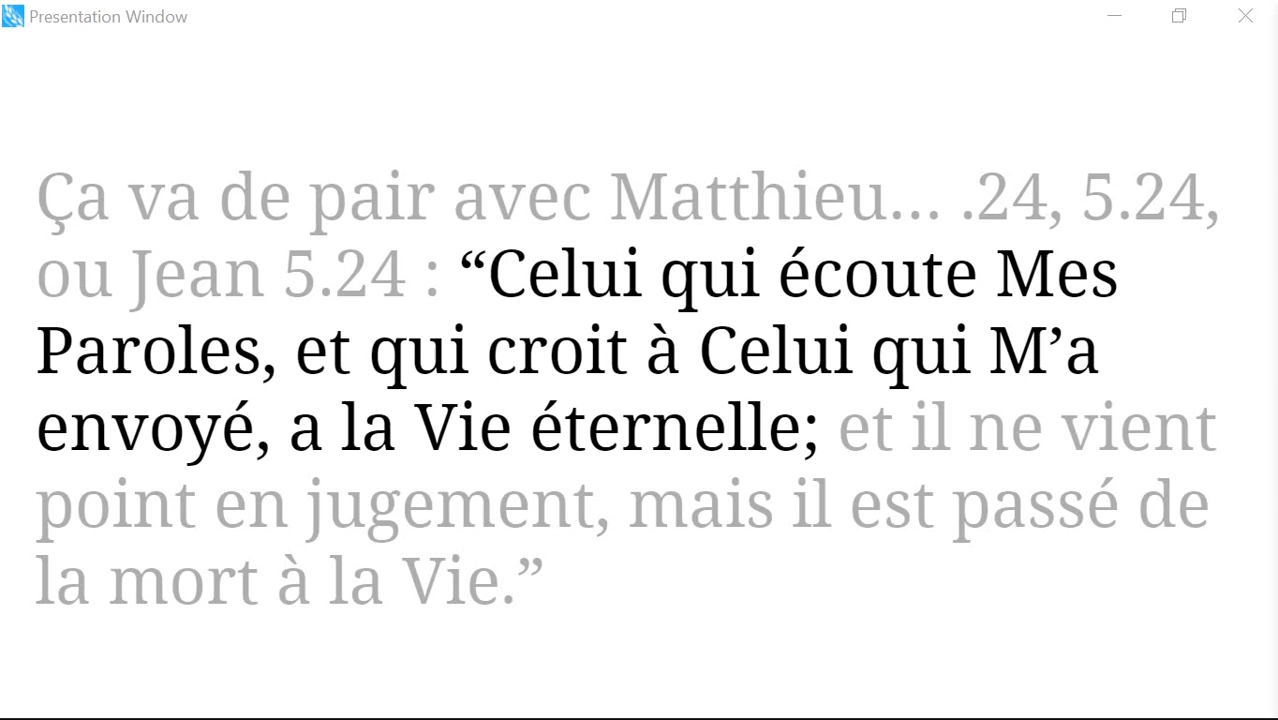 Presentation Window
Ça va de pair avec Matthieu... .24, 5.24,
ou Jean 5.24 : “Celui qui écoute Mes
Paroles, et qui croit à Celui qui M’a
envoyé, a la Vie éternelle; et il ne vient
point en jugement, mais il est passé de
la mort à la Vie.”